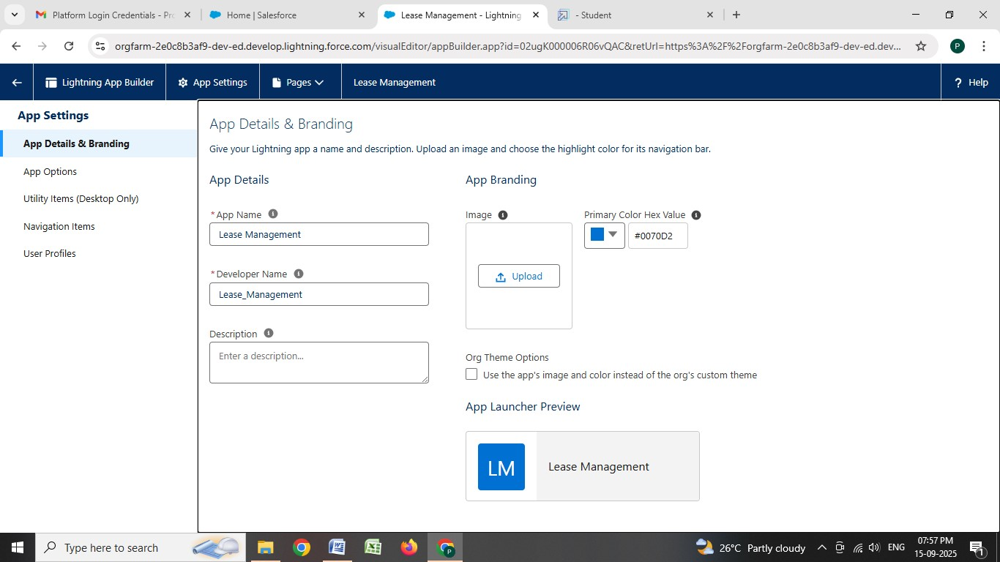 Platform Login Credentials - Pro
Home | Salesforce
Lease Management - Lightning
- Student
orgfarm-2e0c8b3af9-dev-ed.develop.lightning.force.com/visualEditor/appBuilder.app?id=02ugK000006R06vQAC&retUrl=https%3A%2F%2Forgfarm-2e0c8b3af9-dev-ed.dev...
P
Lightning App Builder
App Settings
Pages
Lease Management
? Help
App Settings
App Details & Branding
App Options
Utility Items (Desktop Only)
Navigation Items
User Profiles
App Details & Branding
Give your Lightning app a name and description. Upload an image and choose the highlight color for its navigation bar.
App Details
*App Name
Lease Management
*Developer Name
Lease_Management
Description
Enter a description...
App Branding
Image
Upload
Primary Color Hex Value
#0070D2
Org Theme Options
Use the app's image and color instead of the org's custom theme
App Launcher Preview
LM
Lease Management
Type here to search
26°C Partly cloudy
ENG
07:57 PM
15-09-2025
1